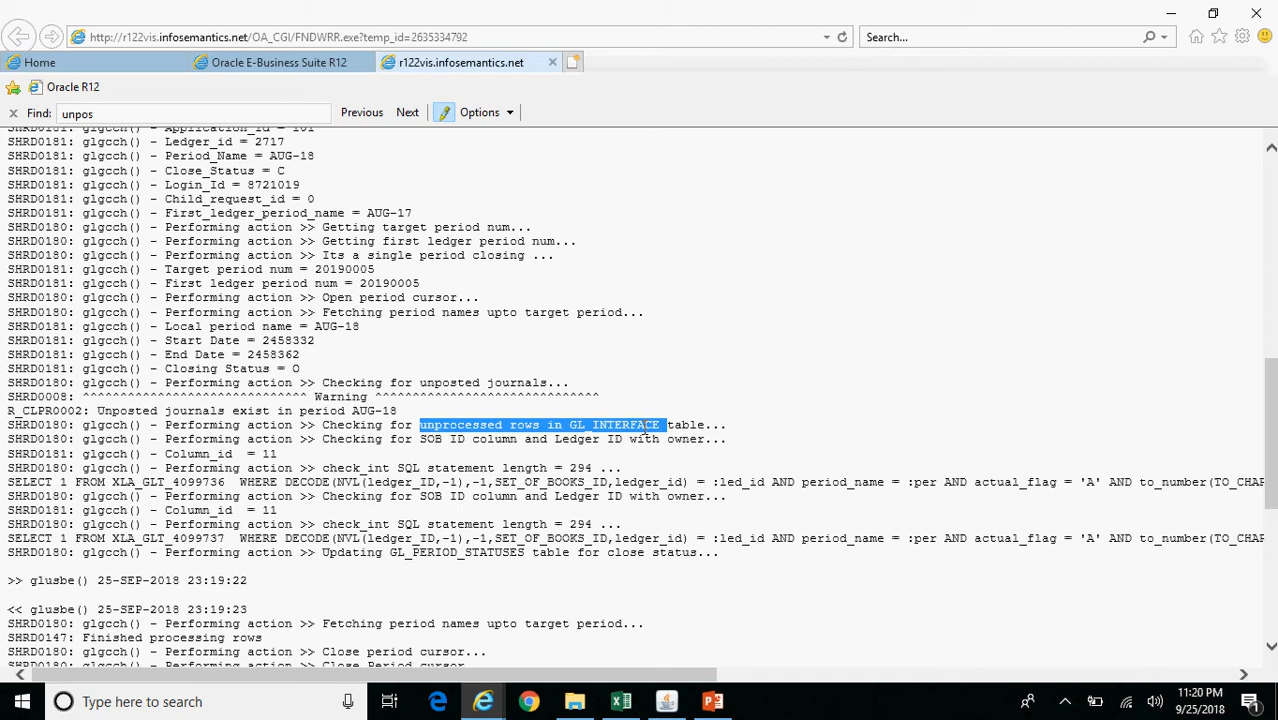 http://r122vis.infosemantics.net/OA_CGI/FNDWRR.exe?temp_id=2635334792
Search...
Home
Oracle E-Business Suite R12
r122vis.infosemantics.net
Oracle R12
Find: unpos Previous Next Options
SHRD0181: glgcch() - Application_id = 101
SHRD0181: glgcch() - Ledger_id = 2717
SHRD0181: glgcch() - Period_Name = AUG-18
SHRD0181: glgcch() - Close_Status = C
SHRD0181: glgcch() - Login_Id = 8721019
SHRD0181: glgcch() - Child_request_id = 0
SHRD0181: glgcch() - First_ledger_period_name = AUG-17
SHRD0180: glgcch() - Performing action >> Getting target period num...
SHRD0180: glgcch() - Performing action >> Getting first ledger period num...
SHRD0180: glgcch() - Performing action >> Its a single period closing ...
SHRD0181: glgcch() - Target period num = 20190005
SHRD0181: glgcch() - First ledger period num = 20190005
SHRD0180: glgcch() - Performing action >> Open period cursor...
SHRD0180: glgcch() - Performing action >> Fetching period names upto target period...
SHRD0181: glgcch() - Local period name = AUG-18
SHRD0181: glgcch() - Start Date = 2458332
SHRD0181: glgcch() - End Date = 2458362
SHRD0181: glgcch() - Closing Status = O
SHRD0180: glgcch() - Performing action >> Checking for unposted journals...
SHRD0008: ^^^^^^^^^^^^^^^^^^^^^^^^^^^^^^ Warning ^^^^^^^^^^^^^^^^^^^^^^^^^^^^^^
R_CLPR0002: Unposted journals exist in period AUG-18
SHRD0180: glgcch() - Performing action >> Checking for unprocessed rows in GL_INTERFACE table...
SHRD0180: glgcch() - Performing action >> Checking for SOB ID column and Ledger ID with owner...
SHRD0181: glgcch() - Column_id = 11
SHRD0180: glgcch() - Performing action >> check_int SQL statement length = 294 ...
SELECT 1 FROM XLA_GLT_4099736 WHERE DECODE(NVL(ledger_ID,-1),-1,SET_OF_BOOKS_ID,ledger_id) = :led_id AND period_name = :per AND actual_flag = 'A' AND to_number(TO_CHAR
SHRD0180: glgcch() - Performing action >> Checking for SOB ID column and Ledger ID with owner...
SHRD0181: glgcch() - Column_id = 11
SHRD0180: glgcch() - Performing action >> check_int SQL statement length = 294 ...
SELECT 1 FROM XLA_GLT_4099737 WHERE DECODE(NVL(ledger_ID,-1),-1,SET_OF_BOOKS_ID,ledger_id) = :led_id AND period_name = :per AND actual_flag = 'A' AND to_number(TO_CHAR
SHRD0180: glgcch() - Performing action >> Updating GL_PERIOD_STATUSES table for close status...
>> glusbe() 25-SEP-2018 23:19:22
<< glusbe() 25-SEP-2018 23:19:23
SHRD0180: glgcch() - Performing action >> Fetching period names upto target period...
SHRD0147: Finished processing rows
SHRD0180: glgcch() - Performing action >> Close period cursor...
SHRD0180: glgcch() - Performing action >> Close Period cursor
Type here to search
11:20 PM
9/25/2018
1